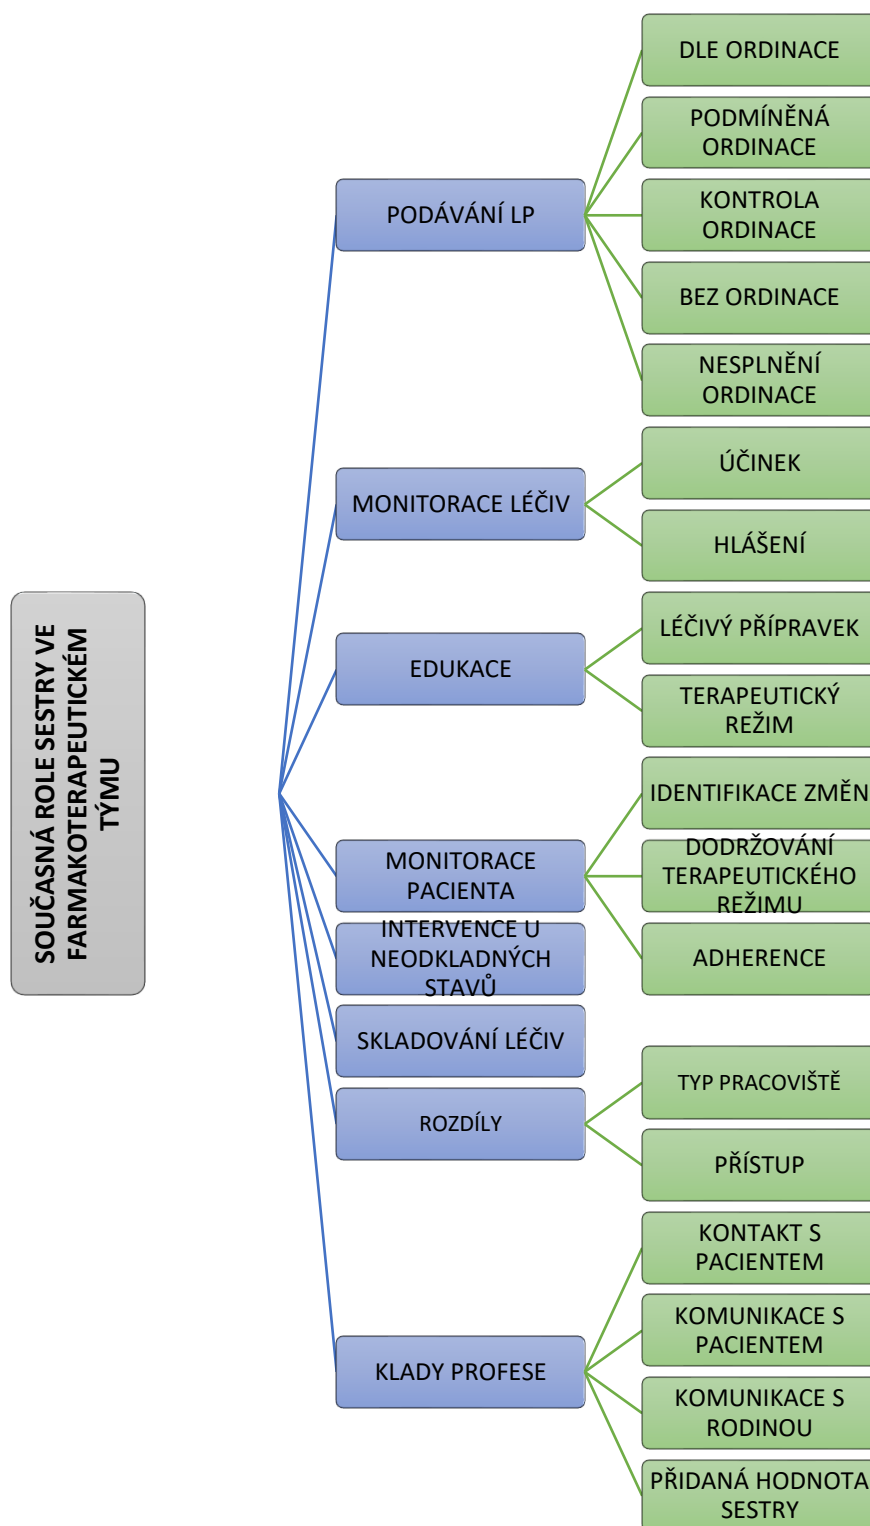 SOUČASNÁ ROLE SESTRY VE
FARMAKOTERAPEUTICKÉM
TÝMU
PODÁVÁNÍ LP
DLE ORDINACE
PODMÍNĚNÁ
ORDINACE
KONTROLA
ORDINACE
BEZ ORDINACE
NESPLNĚNÍ
ORDINACE
MONITORACE LÉČIV
ÚČINEK
HLÁŠENÍ
EDUKACE
LÉČIVÝ PŘÍPRAVEK
TERAPEUTICKÝ
REŽIM
MONITORACE
PACIENTA
IDENTIFIKACE ZMĚN
DODRŽOVÁNÍ
TERAPEUTICKÉHO
REŽIMU
ADHERENCE
INTERVENCE U
NEODKLADNÝCH
STAVŮ
SKLADOVÁNÍ LÉČIV
ROZDÍLY
TYP PRACOVIŠTĚ
PŘÍSTUP
KLADY PROFESE
KONTAKT S
PACIENTEM
KOMUNIKACE S
PACIENTEM
KOMUNIKACE S
RODINOU
PŘIDANÁ HODNOTA
SESTRY